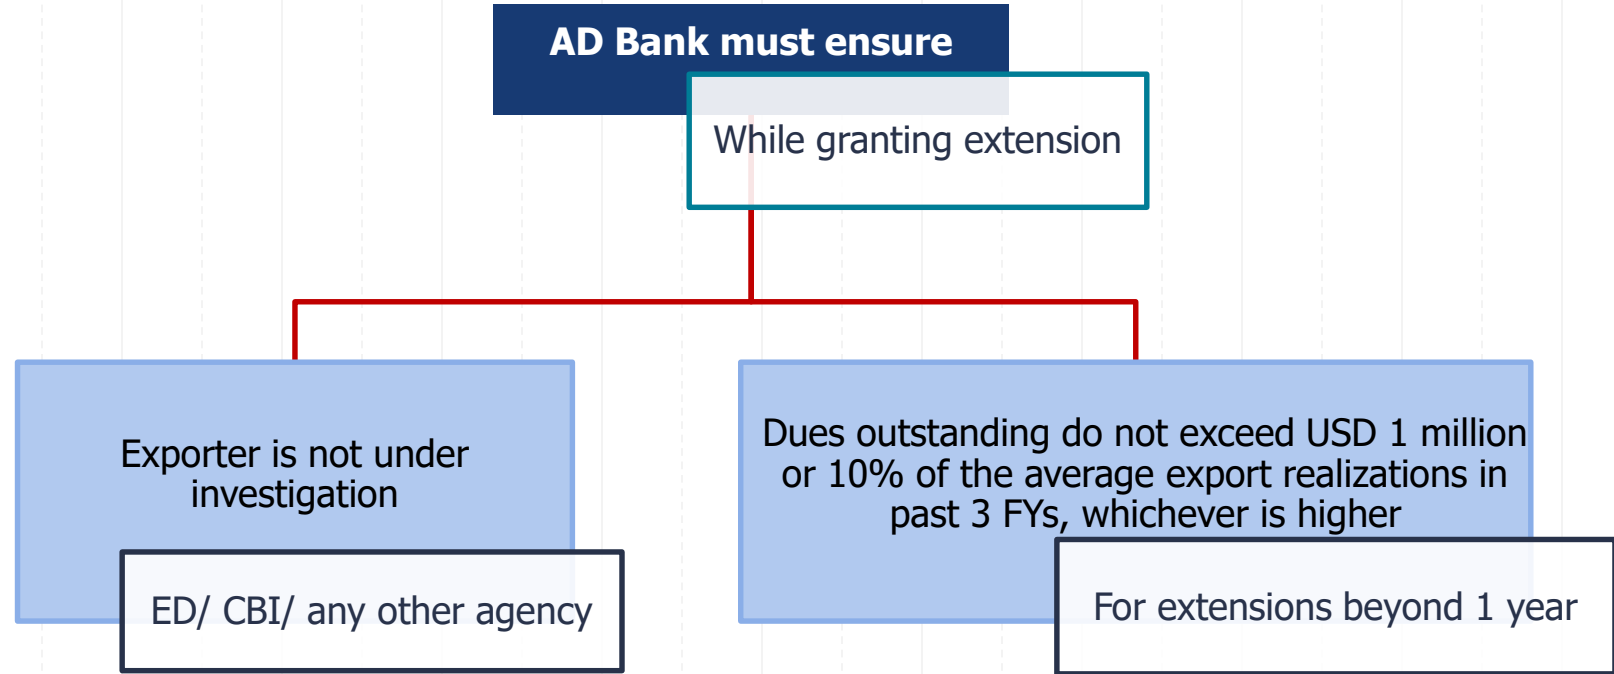 AD Bank must ensure
While granting extension
Exporter is not under
investigation
ED/ CBI/ any other agency
Dues outstanding do not exceed USD 1 million
or 10% of the average export realizations in
past 3 FYs, whichever is higher
For extensions beyond 1 year